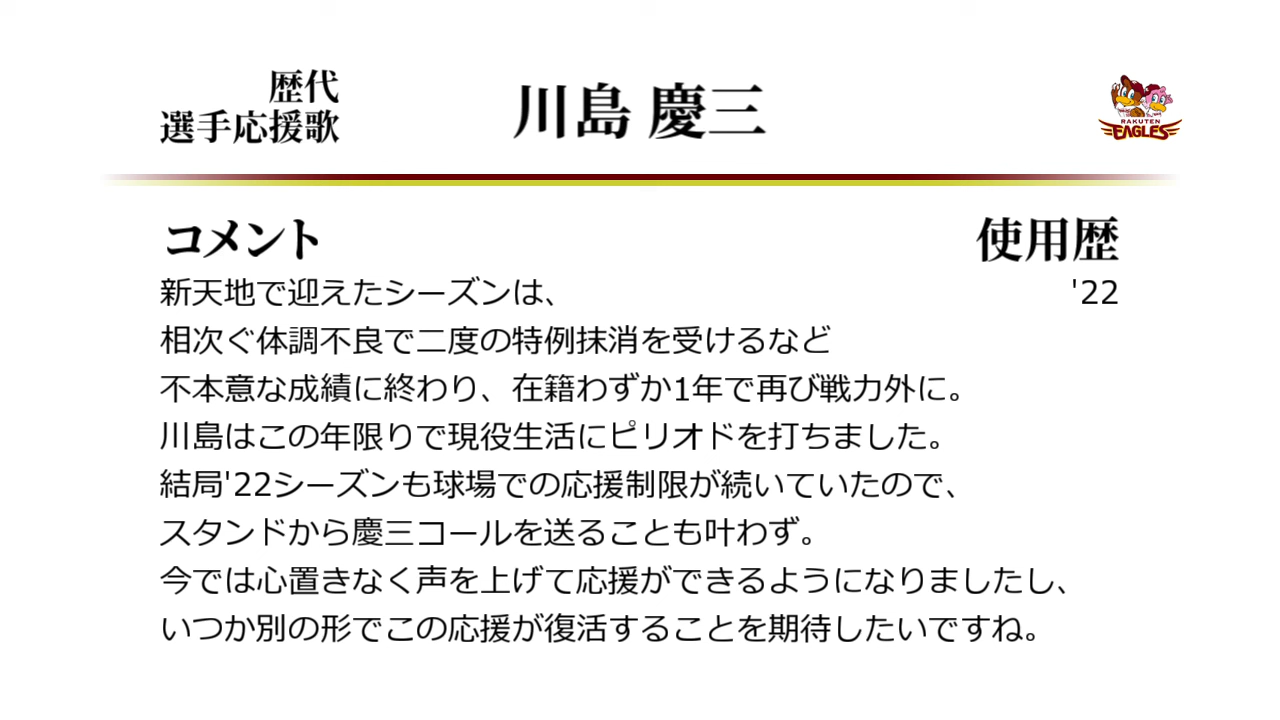 歴代
選手応援歌
川島 慶三
RAKUTEN
EAGLES
コメント
使用歴
新天地で迎えたシーズンは、
'22
相次ぐ体調不良で二度の特例抹消を受けるなど
不本意な成績に終わり、在籍わずか1年で再び戦力外に。
川島はこの年限りで現役生活にピリオドを打ちました。
結局'22シーズンも球場での応援制限が続いていたので、
スタンドから慶三コールを送ることも叶わず。
今では心置きなく声を上げて応援ができるようになりましたし、
いつか別の形でこの応援が復活することを期待したいですね。